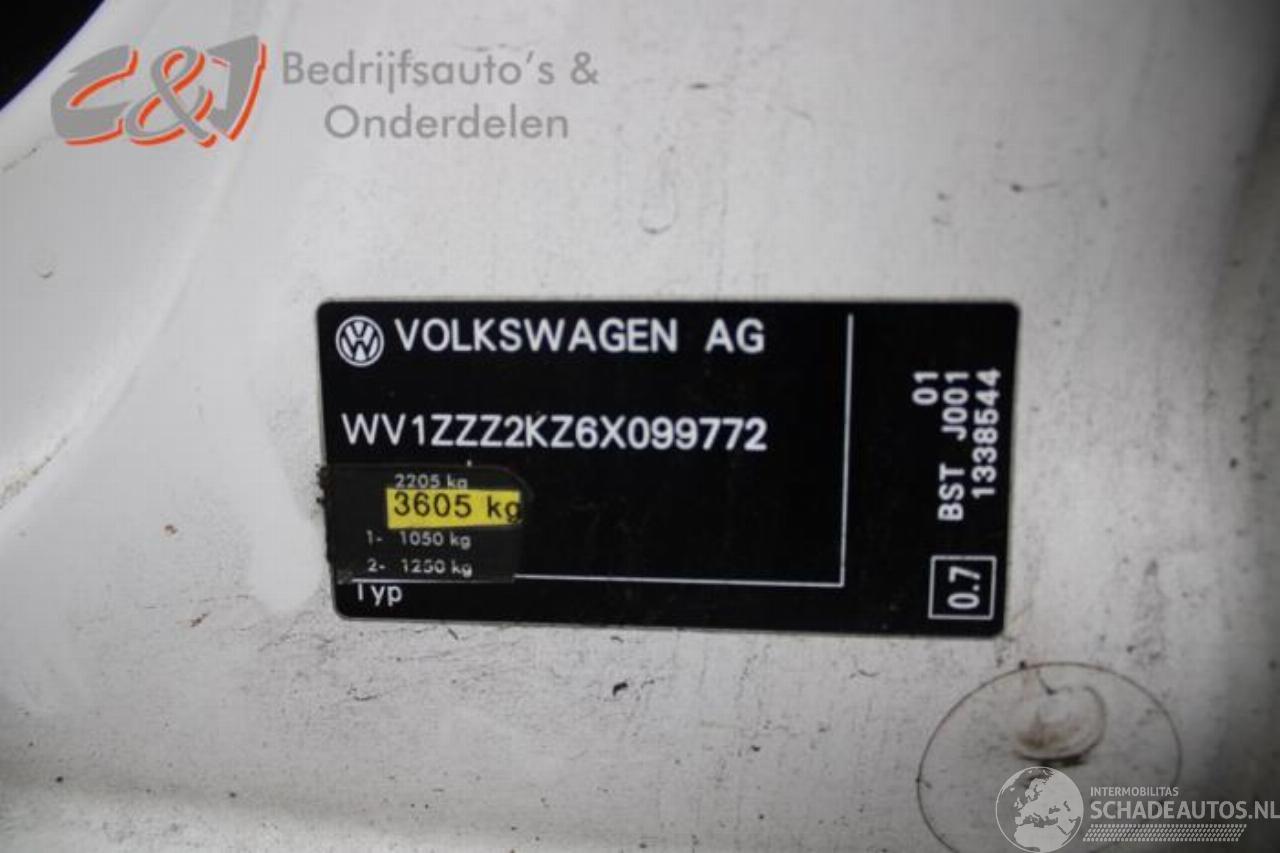 C&J Bedrijfsauto's &
Onderdelen
VOLKSWAGEN AG
WV1ZZZ2KZ6X099772
2205 kg
3605 kg
1- 1050 kg
2- 1250 kg
Typ
01
BST J001
1338544
0.7
INTERMOBILITAS
SCHADEAUTOS.NL